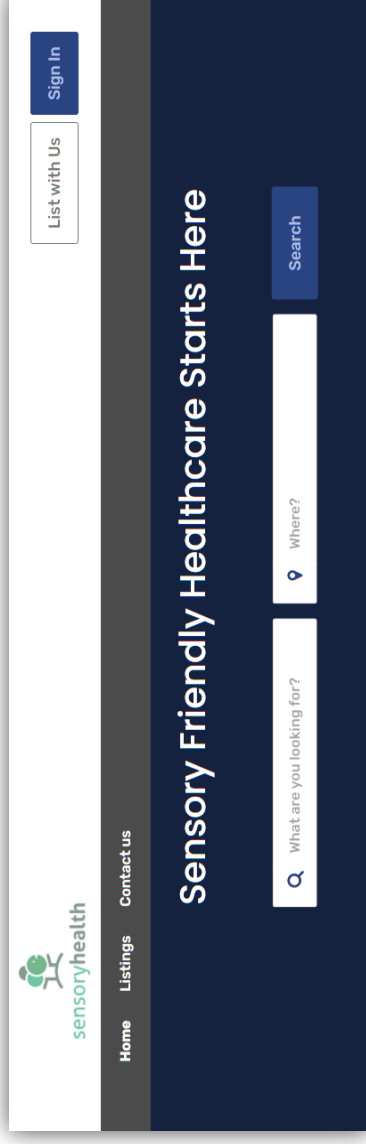 sensoryhealth
List with Us
Sign In
Home Listings Contact us
Sensory Friendly Healthcare Starts Here
What are you looking for?
Where?
Search